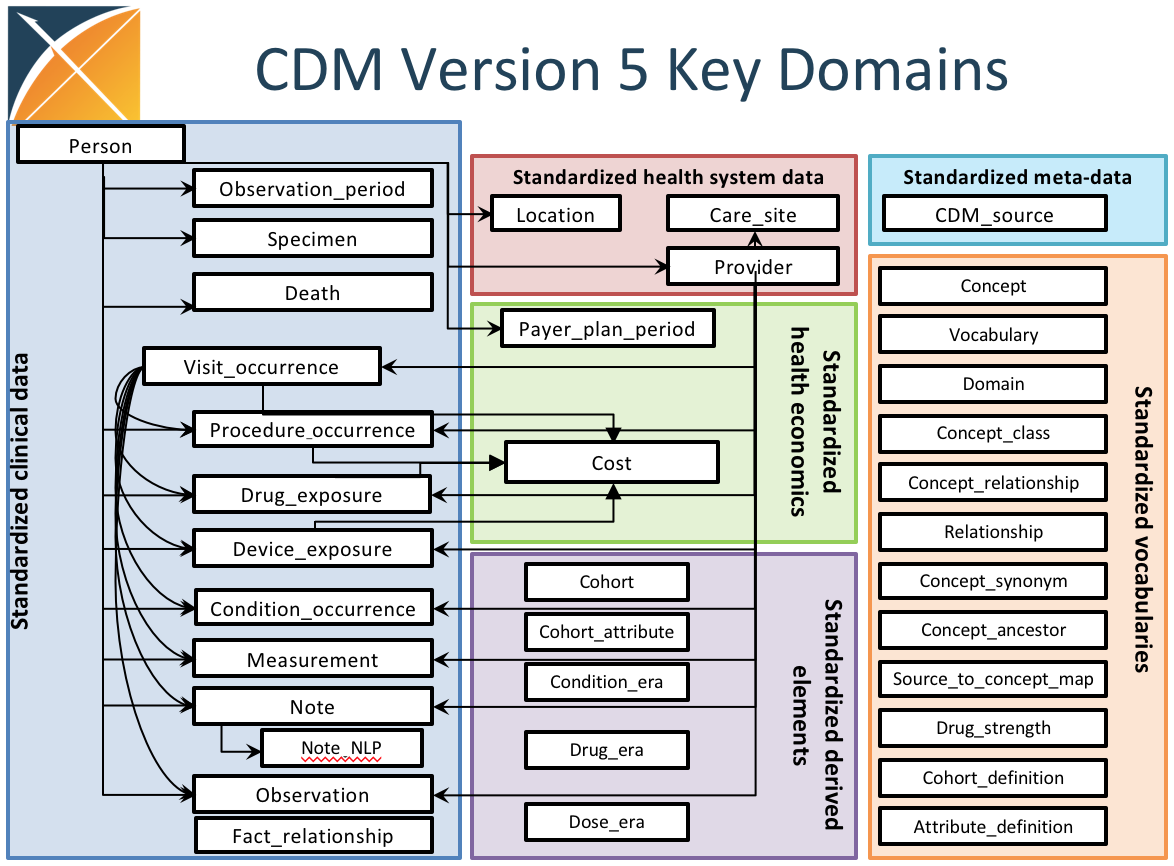 CDM Version 5 Key Domains
Person
Observation_period
Specimen
Death
Visit_occurrence
Procedure_occurrence
Drug_exposure
Device_exposure
Condition_occurrence
Measurement
Note
Note_NLP
Observation
Fact_relationship
Standardized clinical data
Standardized health system data
Location
Care_site
Provider
Payer_plan_period
Cost
Standardized
health economics
Cohort
Cohort_attribute
Condition_era
Drug_era
Dose_era
Standardized derived
elements
Standardized meta-data
CDM_source
Concept
Vocabulary
Domain
Concept_class
Concept_relationship
Relationship
Concept_synonym
Concept_ancestor
Source_to_concept_map
Drug_strength
Cohort_definition
Attribute_definition
Standardized vocabularies